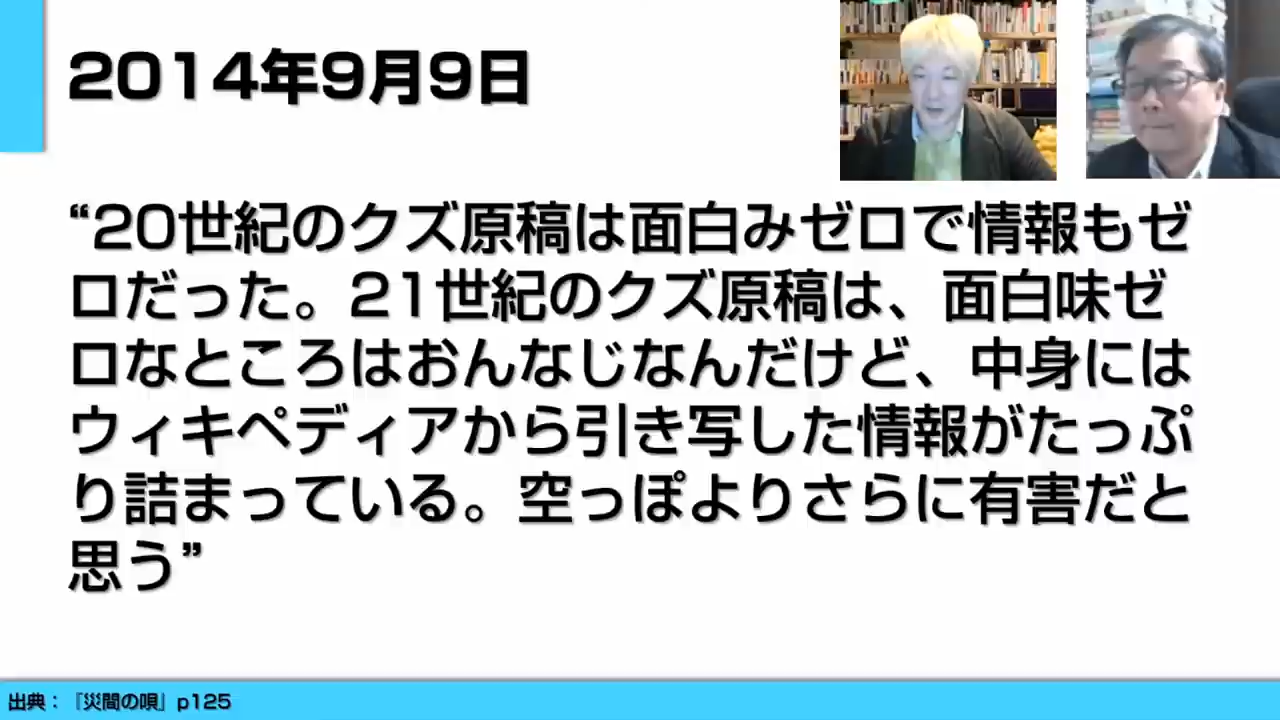 2014年9月9日
“20世紀のクズ原稿は面白みゼロで情報もゼ
ロだった。21世紀のクズ原稿は、面白味ゼ
ロなところはおんなじなんだけど、中身には
ウィキペディアから引き写した情報がたっぷ
り詰まっている。空っぽよりさらに有害だと
思う”
出典：『災間の唄』p125